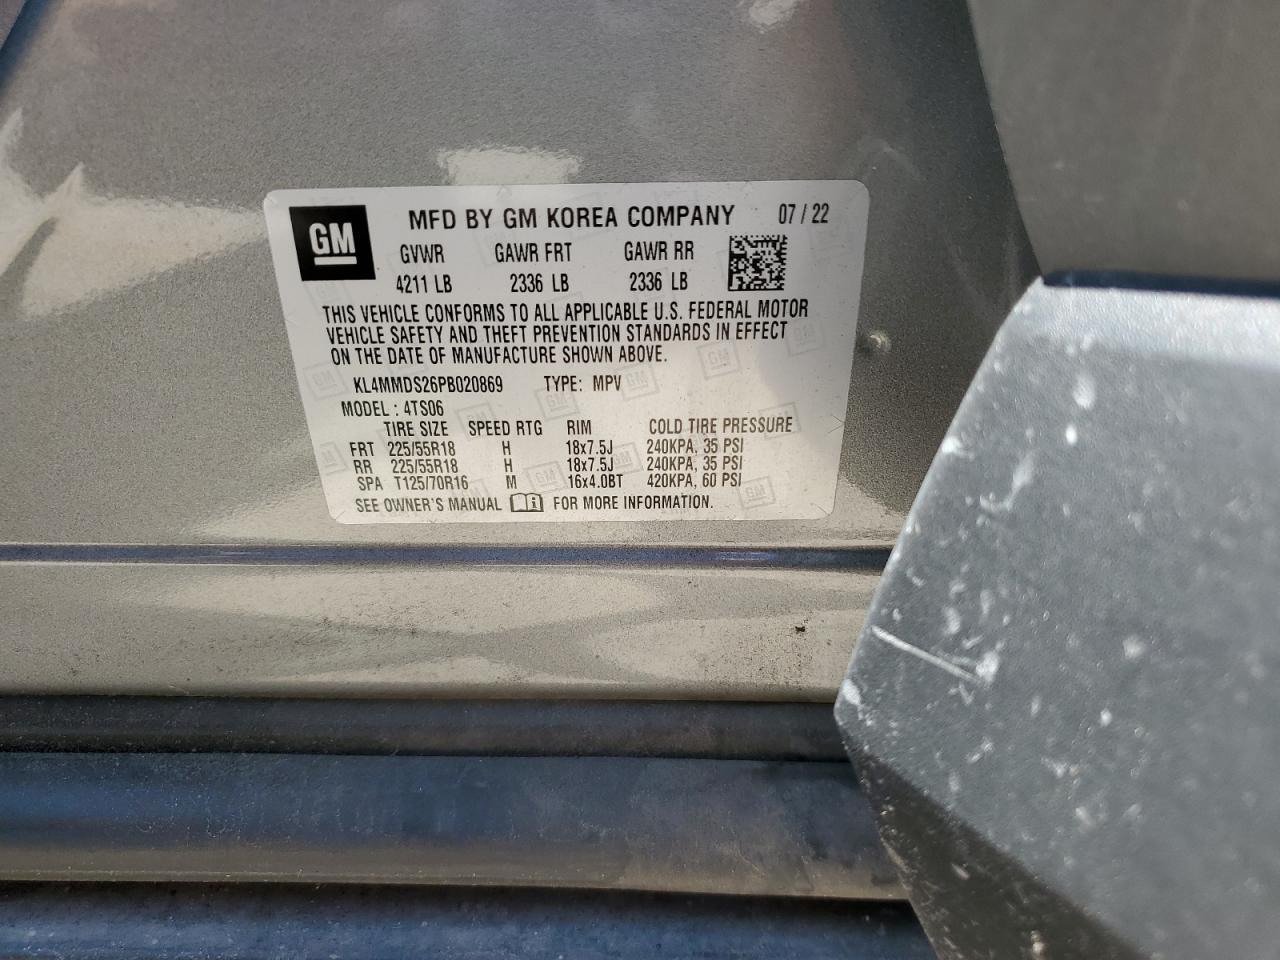 GM
MFD BY GM KOREA COMPANY 07 / 22
GVWR GAWR FRT GAWR RR
4211 LB 2336 LB 2336 LB
THIS VEHICLE CONFORMS TO ALL APPLICABLE U.S. FEDERAL MOTOR
VEHICLE SAFETY AND THEFT PREVENTION STANDARDS IN EFFECT
ON THE DATE OF MANUFACTURE SHOWN ABOVE.
KL4MMDS26PB020869 TYPE: MPV
MODEL : 4TS06
TIRE SIZE SPEED RTG RIM COLD TIRE PRESSURE
FRT 225/55R18 H 18x7.5J 240KPA, 35 PSI
RR 225/55R18 H 18x7.5J 240KPA, 35 PSI
SPA T125/70R16 M 16x4.0BT 420KPA, 60 PSI
SEE OWNER'S MANUAL FOR MORE INFORMATION.